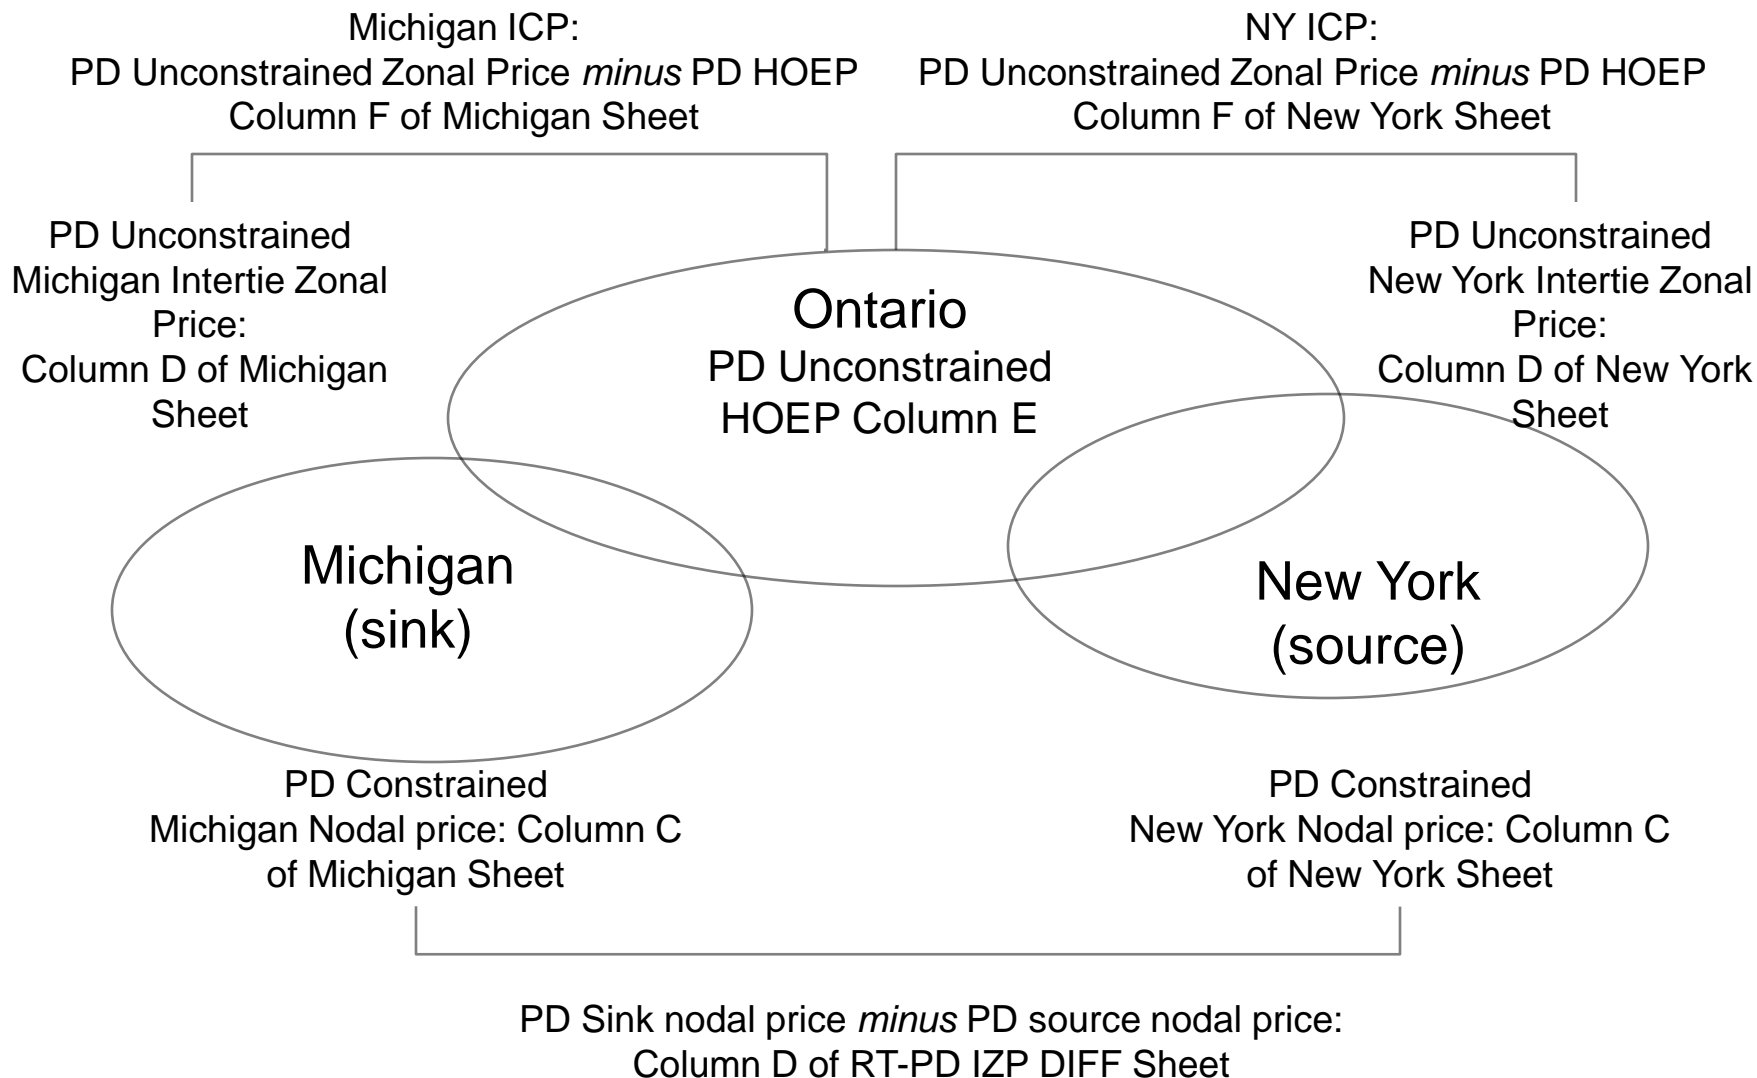 Michigan ICP:
PD Unconstrained Zonal Price minus PD HOEP
Column F of Michigan Sheet
NY ICP:
PD Unconstrained Zonal Price minus PD HOEP
Column F of New York Sheet
PD Unconstrained
Michigan Intertie Zonal
Price:
Column D of Michigan
Sheet
Ontario
PD Unconstrained
HOEP Column E
PD Unconstrained
New York Intertie Zonal
Price:
Column D of New York
Sheet
Michigan
(sink)
New York
(source)
PD Constrained
Michigan Nodal price: Column C
of Michigan Sheet
PD Constrained
New York Nodal price: Column C
of New York Sheet
PD Sink nodal price minus PD source nodal price:
Column D of RT-PD IZP DIFF Sheet